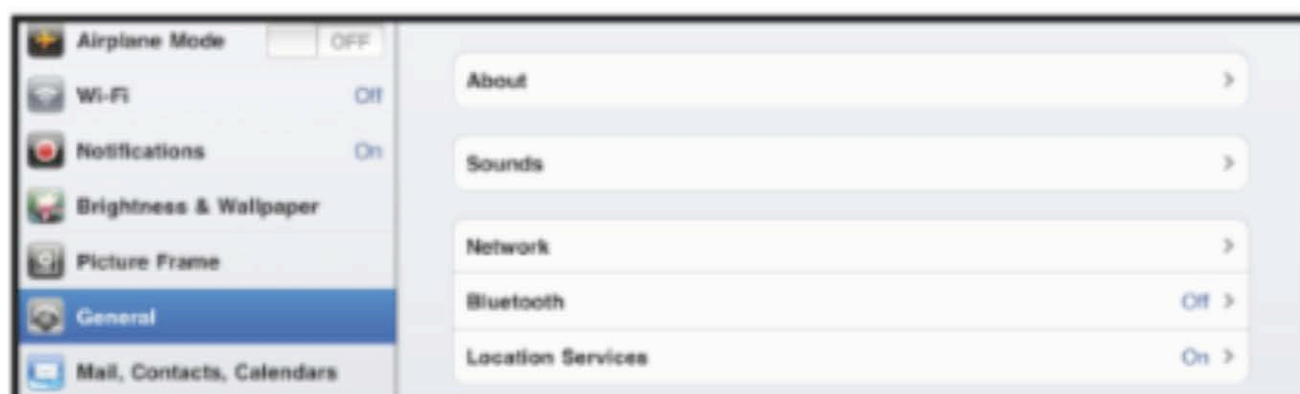 Airplane Mode OFF
Wi-Fi Off
Notifications On
Brightness & Wallpaper
Picture Frame
General
Mail, Contacts, Calendars
About
Sounds
Network
Bluetooth Off
Location Services On